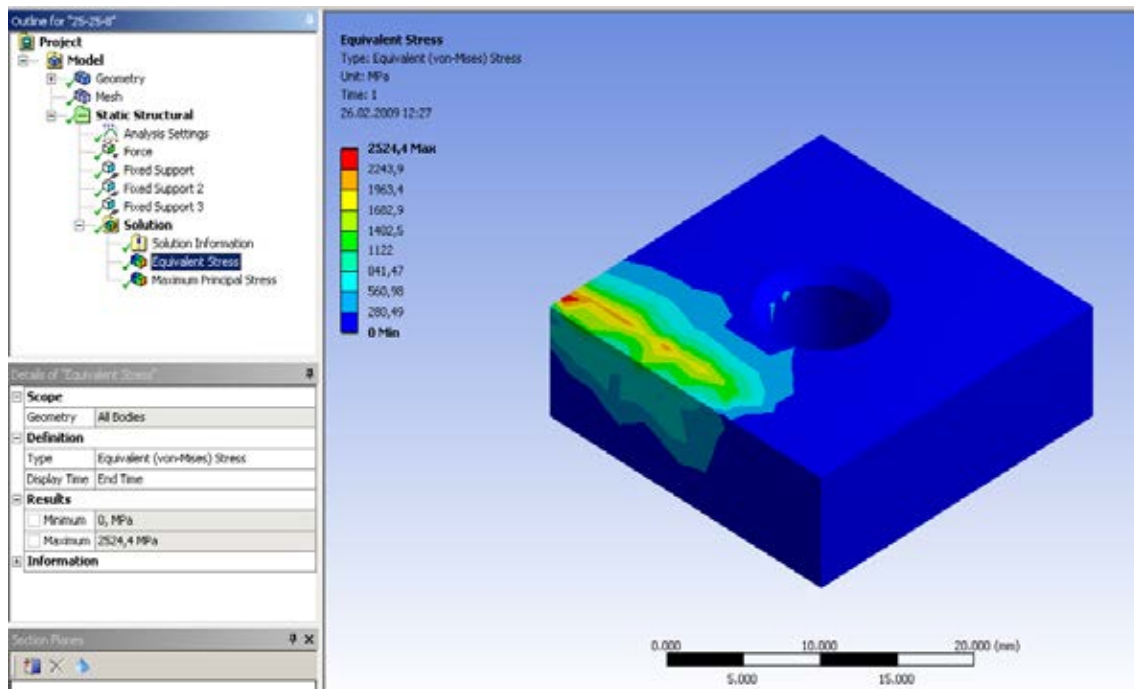 Outline for "25-25-8"
Project
Model
Geometry
Mesh
Static Structural
Analysis Settings
Force
Fixed Support
Fixed Support 2
Fixed Support 3
Solution
Solution Information
Equivalent Stress
Maximum Principal Stress
Details of "Equivalent Stress"
Scope
Geometry All Bodies
Definition
Type Equivalent (von-Mises) Stress
Display Time End Time
Results
Minimum 0, MPa
Maximum 2524,4 MPa
Information
Section Planes
Equivalent Stress
Type: Equivalent (von-Mises) Stress
Unit: MPa
Time: 1
26.02.2009 12:27
2524,4 Max
2243,9
1963,4
1682,9
1402,5
1122
841,47
560,98
280,49
0 Min
0.000 10.000 20.000 (mm)
5.000 15.000